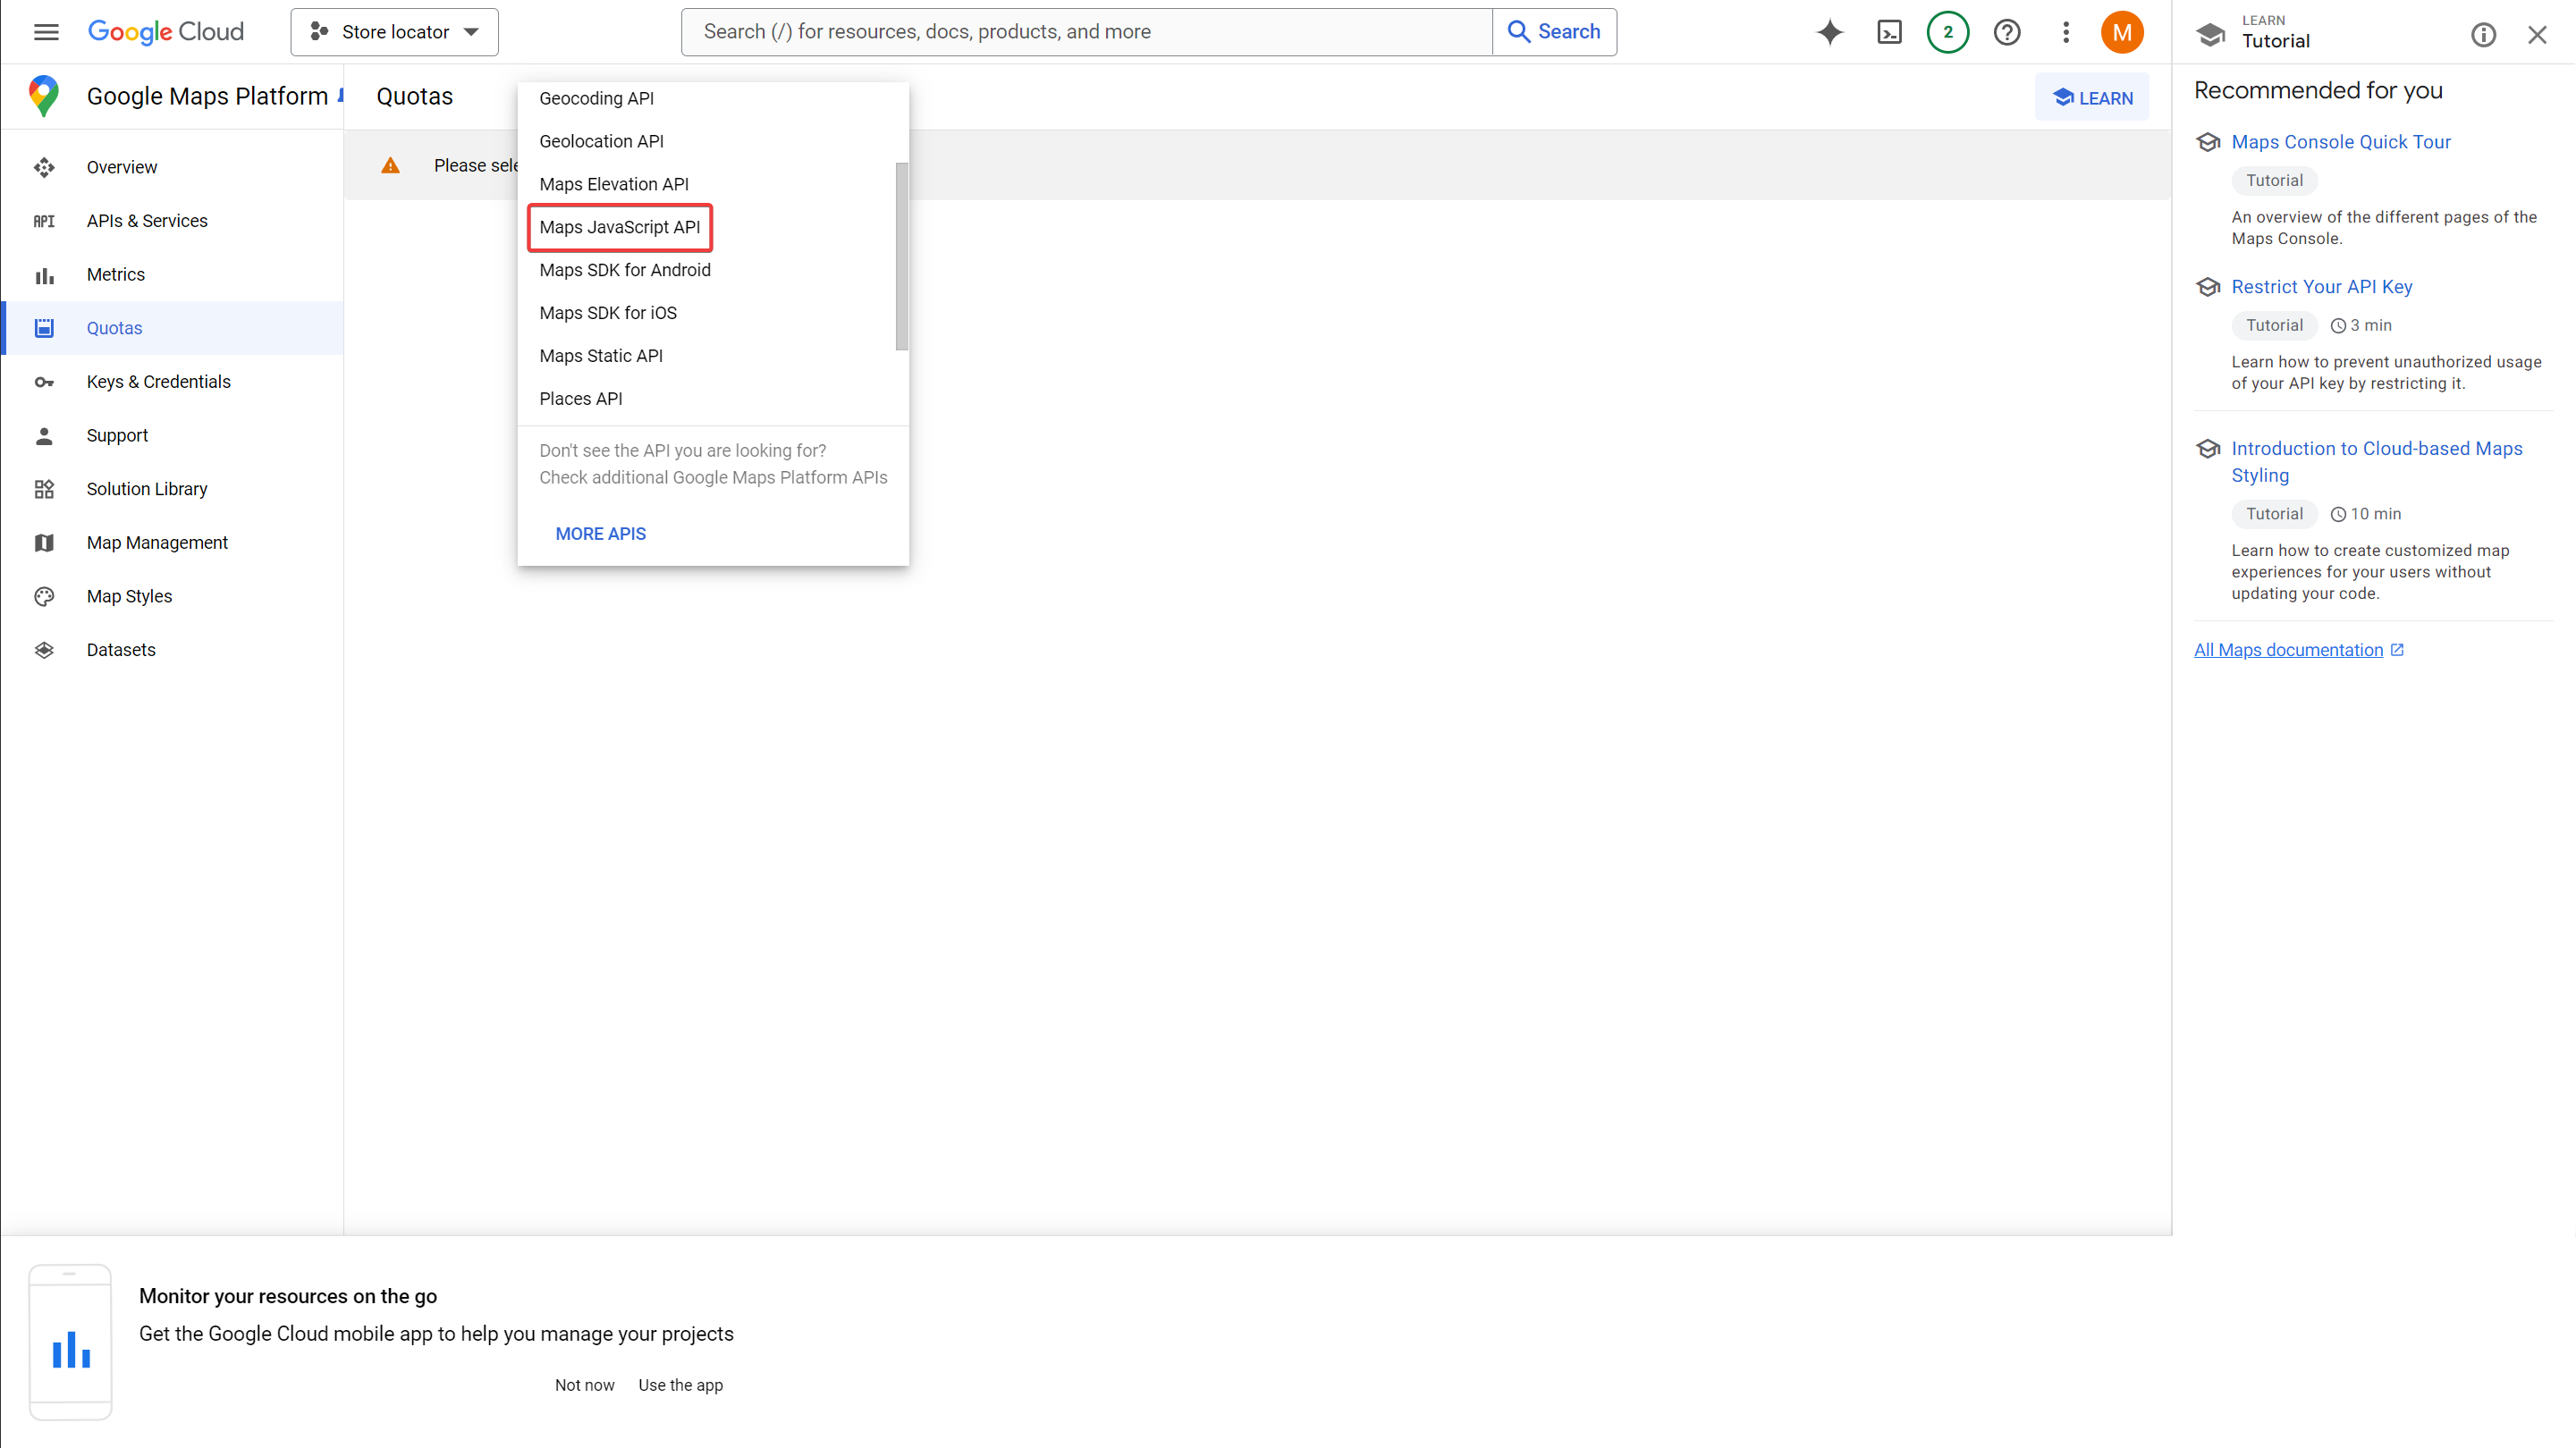 Google Cloud
Store locator
Search (/) for resources, docs, products, and more
Search
2
M
LEARN
Tutorial
Google Maps Platform
Overview
API
APIs & Services
Metrics
Quotas
Keys & Credentials
Support
Solution Library
Map Management
Map Styles
Datasets
Quotas
LEARN
Please sele
Geocoding API
Geolocation API
Maps Elevation API
Maps JavaScript API
Maps SDK for Android
Maps SDK for iOS
Maps Static API
Places API
Don't see the API you are looking for?
Check additional Google Maps Platform APIs
MORE APIS
Recommended for you
Maps Console Quick Tour
Tutorial
An overview of the different pages of the
Maps Console.
Restrict Your API Key
Tutorial 3 min
Learn how to prevent unauthorized usage
of your API key by restricting it.
Introduction to Cloud-based Maps
Styling
Tutorial 10 min
Learn how to create customized map
experiences for your users without
updating your code.
All Maps documentation
Monitor your resources on the go
Get the Google Cloud mobile app to help you manage your projects
Not now Use the app